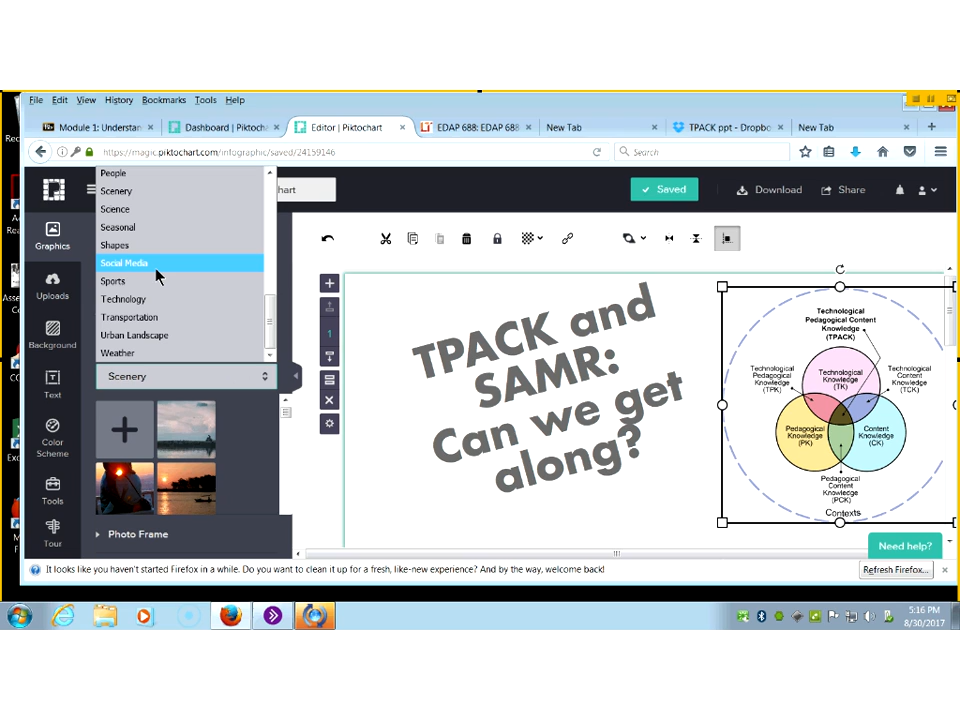 File Edit View History Bookmarks Tools Help
Module 1: Understan
Dashboard | Piktocha
Editor | Piktochart
EDAP 688: EDAP 688
New Tab
TPACK ppt - Dropbo
New Tab
https://magic.piktochart.com/infographic/saved/24159146
Search
hart
Saved
Download
Share
People
Scenery
Science
Seasonal
Shapes
Social Media
Sports
Technology
Transportation
Urban Landscape
Weather
Scenery
Photo Frame
Graphics
Uploads
Background
Text
Color
Scheme
Tools
Tour
1
TPACK and
SAMR:
Can we get
along?
Technological
Pedagogical Content
Knowledge
(TPACK)
Technological
Pedagogical
Knowledge
(TPK)
Technological
Knowledge
(TK)
Technological
Content
Knowledge
(TCK)
Pedagogical
Knowledge
(PK)
Content
Knowledge
(CK)
Pedagogical
Content
Knowledge
(PCK)
Contexts
Need help?
It looks like you haven't started Firefox in a while. Do you want to clean it up for a fresh, like-new experience? And by the way, welcome back!
Refresh Firefox...
5:16 PM
8/30/2017